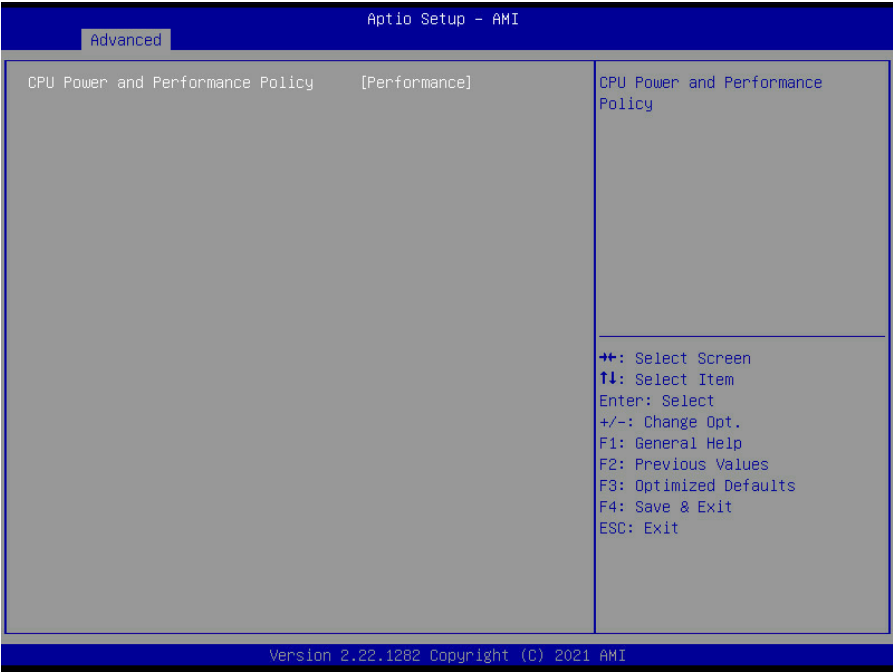 Aptio Setup – AMI
Advanced
CPU Power and Performance Policy [Performance]
CPU Power and Performance
Policy
→←: Select Screen
↑↓: Select Item
Enter: Select
+/-: Change Opt.
F1: General Help
F2: Previous Values
F3: Optimized Defaults
F4: Save & Exit
ESC: Exit
Version 2.22.1282 Copyright (C) 2021 AMI